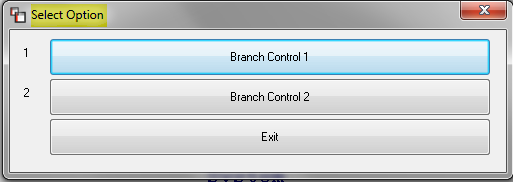 Select Option
1 Branch Control 1
2 Branch Control 2
Exit